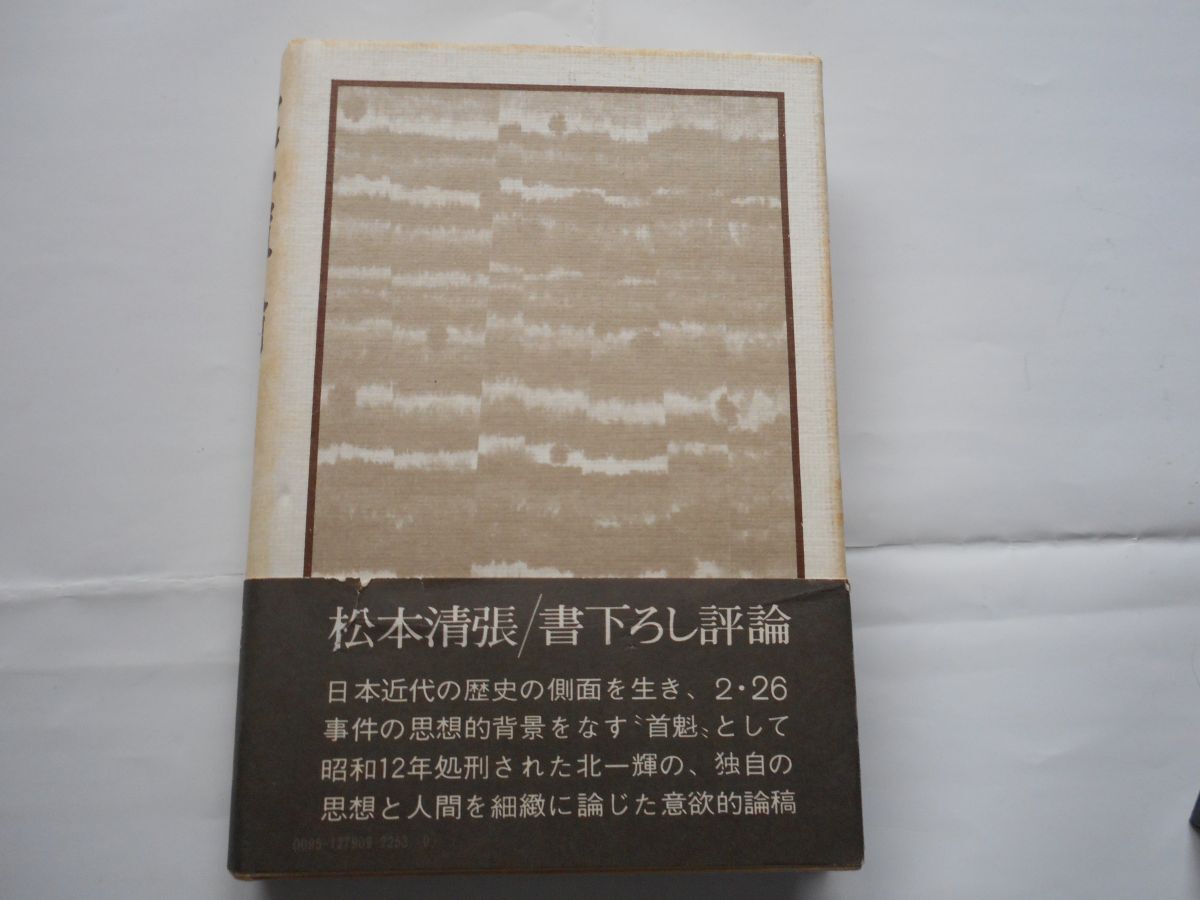 松本清張/書下ろし評論
日本近代の歴史の側面を生き、2・26
事件の思想的背景をなす〝首魁〟として
昭和12年処刑された北一輝の、独自の
思想と人間を細緻に論じた意欲的論稿